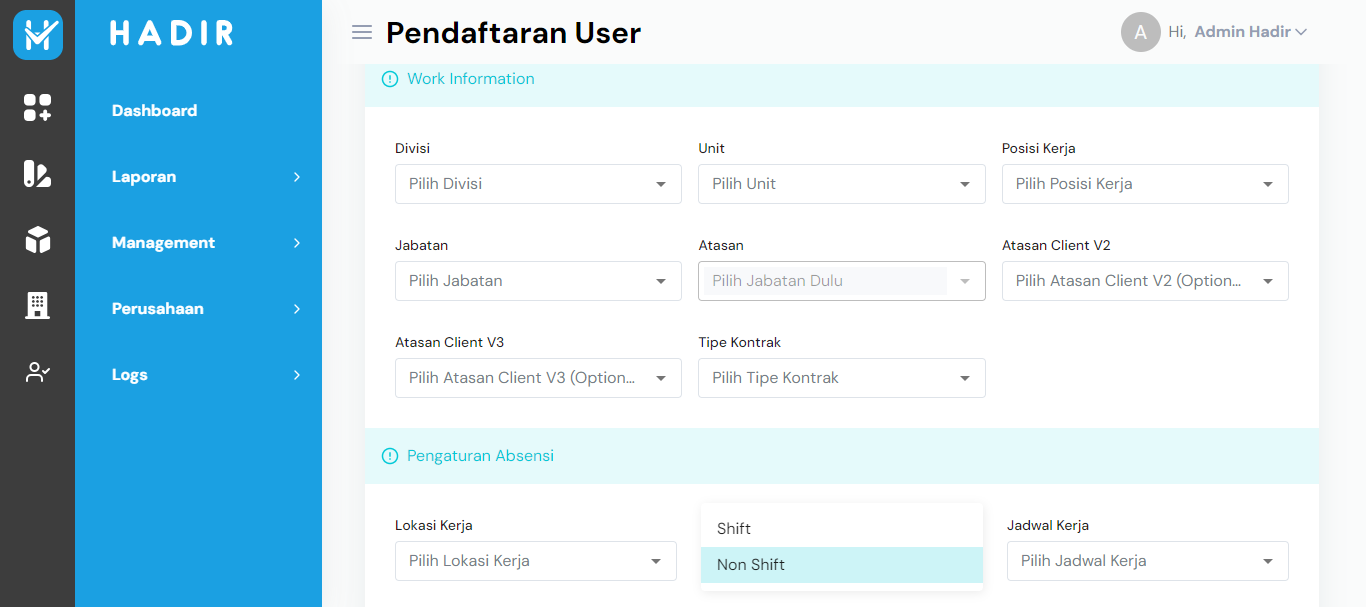 HADIR
Dashboard
Laporan
Management
Perusahaan
Logs
Pendaftaran User
A
Hi, Admin Hadir
Work Information
Divisi
Unit
Posisi Kerja
Pilih Divisi
Pilih Unit
Pilih Posisi Kerja
Jabatan
Atasan
Atasan Client V2
Pilih Jabatan
Pilih Jabatan Dulu
Pilih Atasan Client V2 (Option...
Atasan Client V3
Tipe Kontrak
Pilih Atasan Client V3 (Option...
Pilih Tipe Kontrak
Pengaturan Absensi
Lokasi Kerja
Pilih Lokasi Kerja
Shift
Non Shift
Jadwal Kerja
Pilih Jadwal Kerja